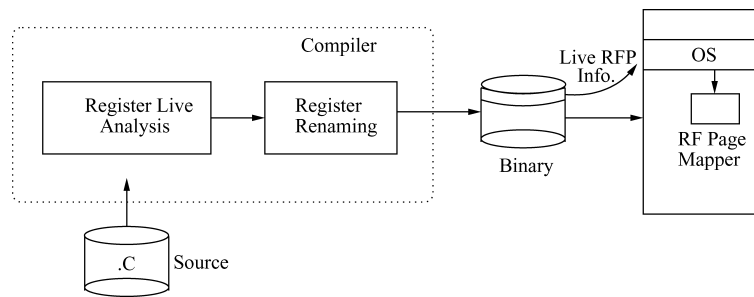 Compiler
Register Live
Analysis
Register
Renaming
Live RFP
Info.
OS
RF Page
Mapper
Binary
.C
Source